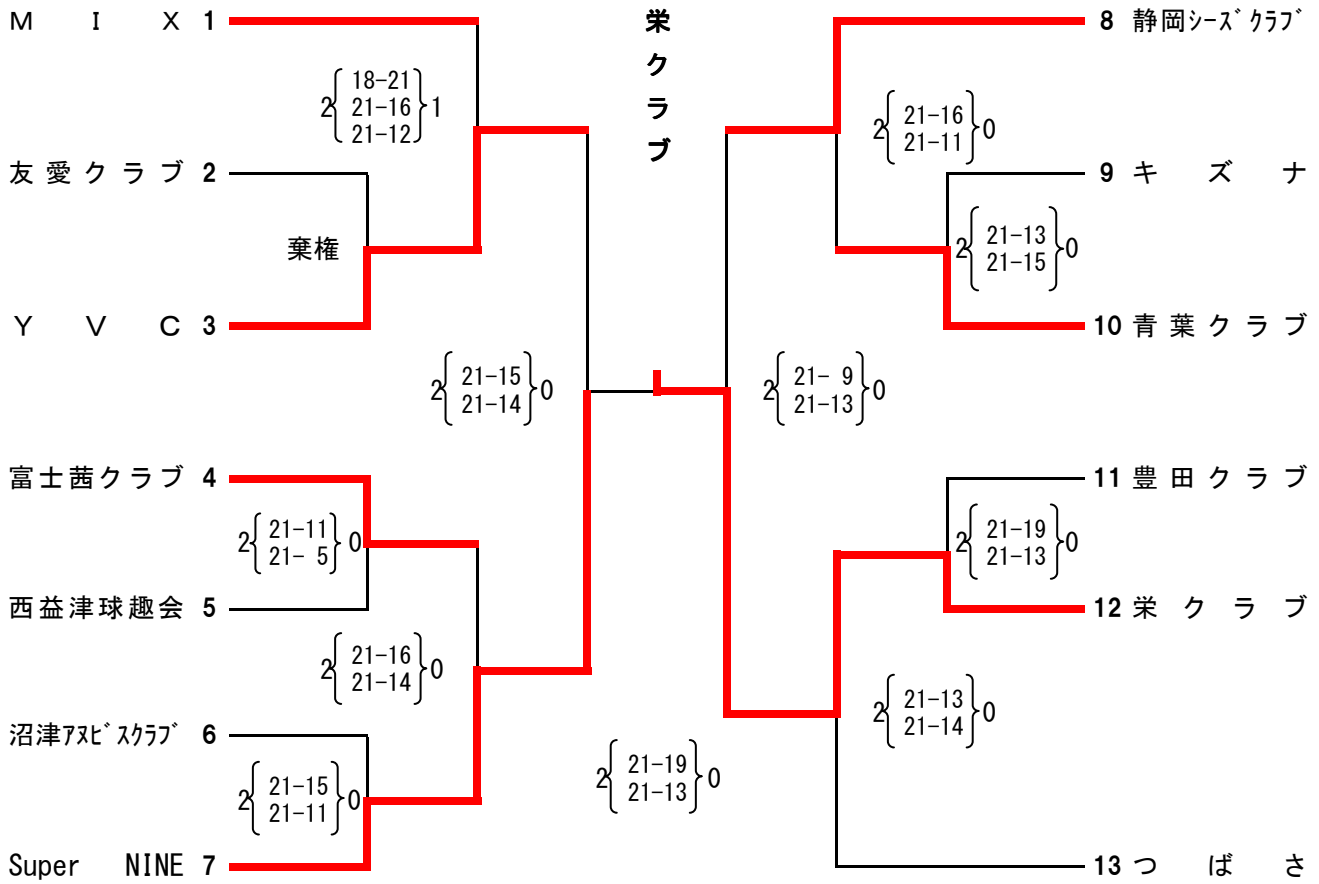 栄クラブ
M I X 1
2 18-21 1
21-16
21-12
友愛クラブ 2
棄権
Y V C 3
2 21-15 0
21-14
富士茜クラブ 4
2 21-11 0
21- 5
西益津球趣会 5
2 21-16 0
21-14
沼津ｱﾇﾋﾞｽｸﾗﾌﾞ 6
2 21-15 0
21-11
Super NINE 7
2 21-19 0
21-13
8 静岡ｼｰｽﾞｸﾗﾌﾞ
2 21-16 0
21-11
9 キズナ
2 21-13 0
21-15
10 青葉クラブ
2 21- 9 0
21-13
11 豊田クラブ
2 21-19 0
21-13
12 栄クラブ
2 21-13 0
21-14
13 つばさ